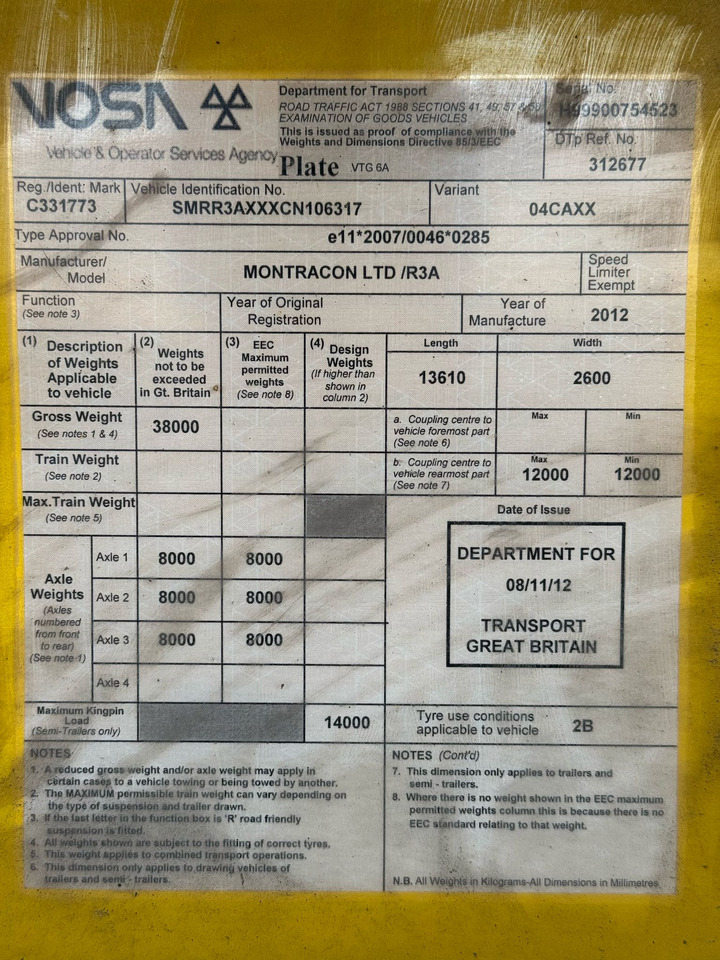 VOSA
Vehicle & Operator Services Agency
Department for Transport
ROAD TRAFFIC ACT 1988 SECTIONS 41, 49, 57 & 58
EXAMINATION OF GOODS VEHICLES
This is issued as proof of compliance with the
Weights and Dimensions Directive 85/3/EEC
Plate VTG 6A
Serial No.
H99900754523
DTp Ref. No.
312677
Reg./Ident: Mark
C331773
Vehicle Identification No.
SMRR3AXXXCN106317
Variant
04CAXX
Type Approval No.
e11*2007/0046*0285
Manufacturer/
Model
MONTRACON LTD /R3A
Speed
Limiter
Exempt
Function
(See note 3)
Year of Original
Registration
Year of
Manufacture
2012
(1) Description
of Weights
Applicable
to vehicle
(2) Weights
not to be
exceeded
in Gt. Britain
(3) EEC
Maximum
permitted
weights
(See note 8)
(4) Design
Weights
(If higher than
shown in
column 2)
Length
13610
Width
2600
Gross Weight
(See notes 1 & 4)
38000
a. Coupling centre to
vehicle foremost part
(See note 6)
Max
Min
Train Weight
(See note 2)
b. Coupling centre to
vehicle rearmost part
(See note 7)
Max
12000
Min
12000
Max.Train Weight
(See note 5)
Date of Issue
DEPARTMENT FOR
08/11/12
TRANSPORT
GREAT BRITAIN
Axle
Weights
(Axles
numbered
from front
to rear)
(See note 1)
Axle 1 8000 8000
Axle 2 8000 8000
Axle 3 8000 8000
Axle 4
Maximum Kingpin
Load
(Semi-Trailers only)
14000
Tyre use conditions
applicable to vehicle
2B
NOTES
1. A reduced gross weight and/or axle weight may apply in
certain cases to a vehicle towing or being towed by another.
2. The MAXIMUM permissible train weight can vary depending on
the type of suspension and trailer drawn.
3. If the last letter in the function box is 'R' road friendly
suspension is fitted.
4. All weights shown are subject to the fitting of correct tyres.
5. This weight applies to combined transport operations.
6. This dimension only applies to drawing vehicles of
trailers and semi - trailers.
NOTES (Cont'd)
7. This dimension only applies to trailers and
semi - trailers.
8. Where there is no weight shown in the EEC maximum
permitted weights column this is because there is no
EEC standard relating to that weight.
N.B. All Weights in Kilograms-All Dimensions in Millimetres.